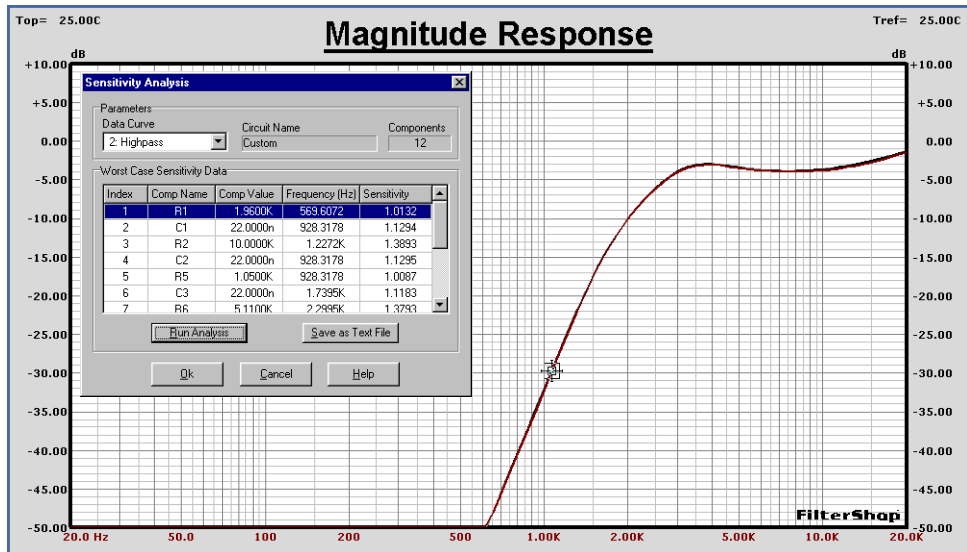 Top= 25.00C
Tref= 25.00C
Magnitude Response
dB
dB
+10.00
+5.00
0.00
-5.00
-10.00
-15.00
-20.00
-25.00
-30.00
-35.00
-40.00
-45.00
-50.00
+10.00
+5.00
0.00
-5.00
-10.00
-15.00
-20.00
-25.00
-30.00
-35.00
-40.00
-45.00
-50.00
Sensitivity Analysis
Parameters
Data Curve
Circuit Name
Components
2: Highpass
Custom
12
Worst Case Sensitivity Data
Index Comp Name Comp Value Frequency (Hz) Sensitivity
1 R1 1.9600K 569.6072 1.0132
2 C1 22.0000n 928.3178 1.1294
3 R2 10.0000K 1.2272K 1.3893
4 C2 22.0000n 928.3178 1.1295
5 R5 1.0500K 928.3178 1.0087
6 C3 22.0000n 1.7395K 1.1183
7 R6 5.1100K 2.2995K 1.3793
Run Analysis
Save as Text File
Ok
Cancel
Help
FilterShop
20.0 Hz 50.0 100 200 500 1.00K 2.00K 5.00K 10.0K 20.0K